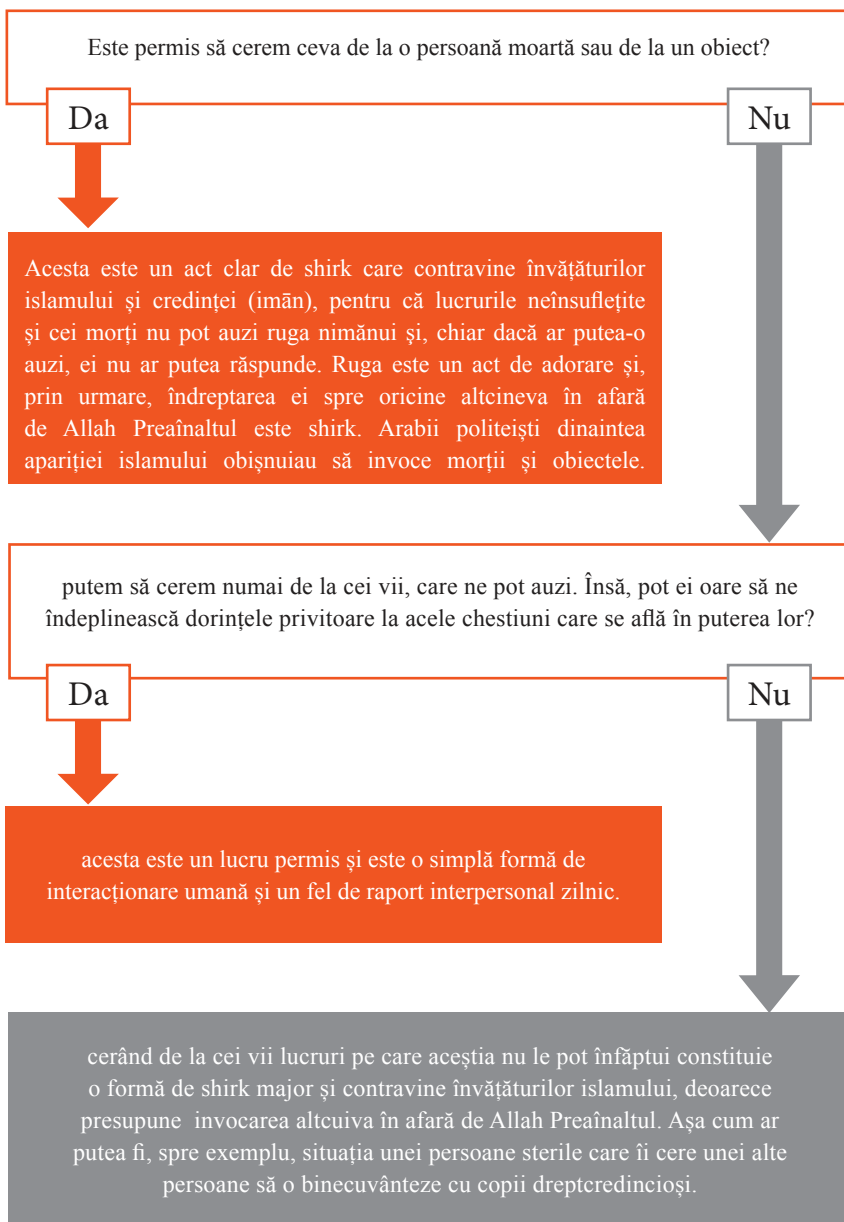 Este permis să cerem ceva de la o persoană moartă sau de la un obiect?
Da
Nu
Acesta este un act clar de shirk care contravine învățăturilor
islamului și credinței (imān), pentru că lucrurile neînsuflețite
și cei morți nu pot auzi ruga nimănui şi, chiar dacă ar putea-o
auzi, ei nu ar putea răspunde. Ruga este un act de adorare și,
prin urmare, îndreptarea ei spre oricine altcineva în afară
de Allah Preaînaltul este shirk. Arabii politeiști dinaintea
apariției islamului obișnuiau să invoce morții și obiectele.
putem să cerem numai de la cei vii, care ne pot auzi. Însă, pot ei oare să ne
îndeplinească dorințele privitoare la acele chestiuni care se află în puterea lor?
Da
Nu
acesta este un lucru permis și este o simplă formă de
interacționare umană și un fel de raport interpersonal zilnic.
cerând de la cei vii lucruri pe care aceștia nu le pot înfăptui constituie
o formă de shirk major și contravine învățăturilor islamului, deoarece
presupune invocarea altcuiva în afară de Allah Preaînaltul. Așa cum ar
putea fi, spre exemplu, situația unei persoane sterile care îi cere unei alte
persoane să o binecuvânteze cu copii dreptcredincioși.